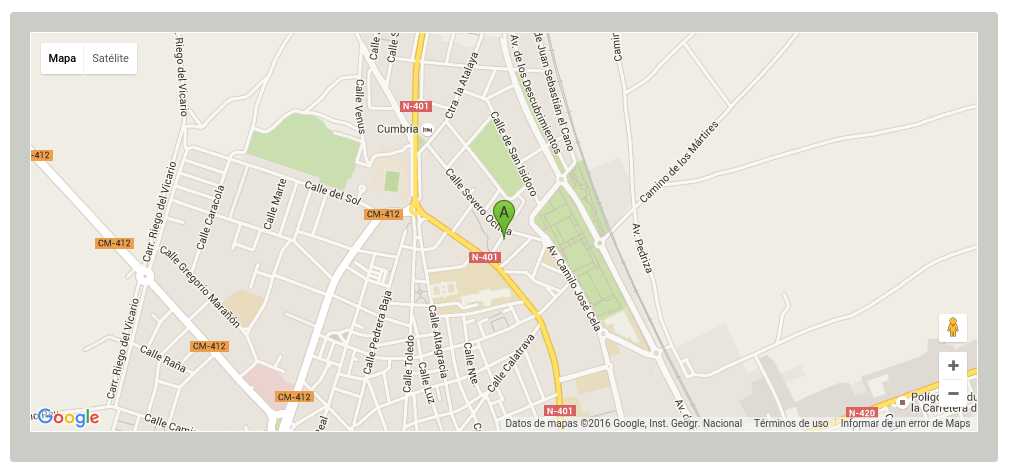 Mapa
Satélite
Riego del Vicario
Calle
Calle S
Av. de los Descubrimientos
de Juan Sebastián el Cano
Camin
Calle Venus
Ctra. la Atalaya
N-401
Cumbria
Calle de San Isidoro
Camino de los Mártires
-412
Carr. Riego del Vicario
Calle Caracola
Calle Marte
Calle del Sol
Calle Severo Ochoa
A
CM-412
CM-412
N-401
Av. Pedriza
Calle Gregorio Marañón
Av. Camilo José Cela
Carr. Riego del Vicario
Calle Pedrera Baja
Calle Altagracia
Calle Toledo
Calle Nte.
Calle Calatrava
CM-412
Calle Raña
Calle Luz
CM-412
N-401
N-420
Polígo
la Carretera d
Calle Cami
eal
Av. d
Google
Datos de mapas ©2016 Google, Inst. Geogr. Nacional
Términos de uso
Informar de un error de Maps